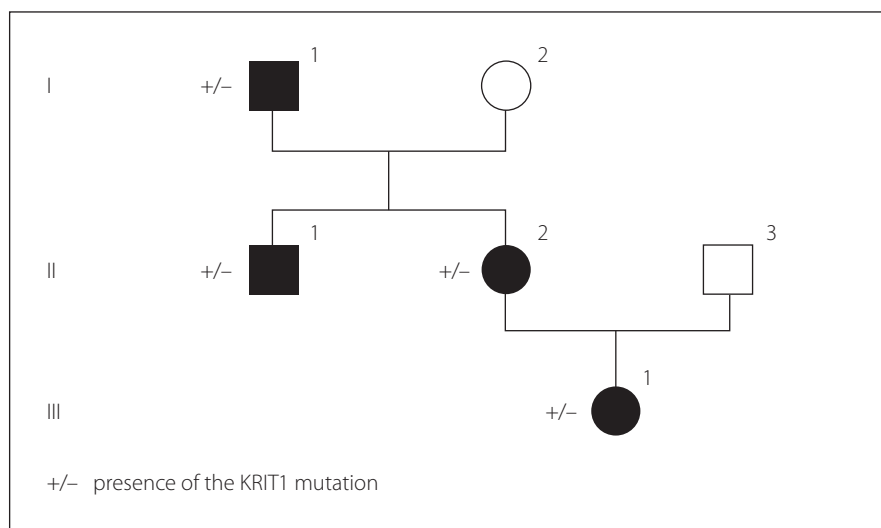 1 2
I +/–
1 2 3
II +/– +/–
1
III +/–
+/– presence of the KRIT1 mutation